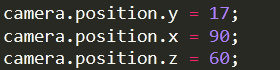 camera.position.y = 17;
camera.position.x = 90;
camera.position.z = 60;